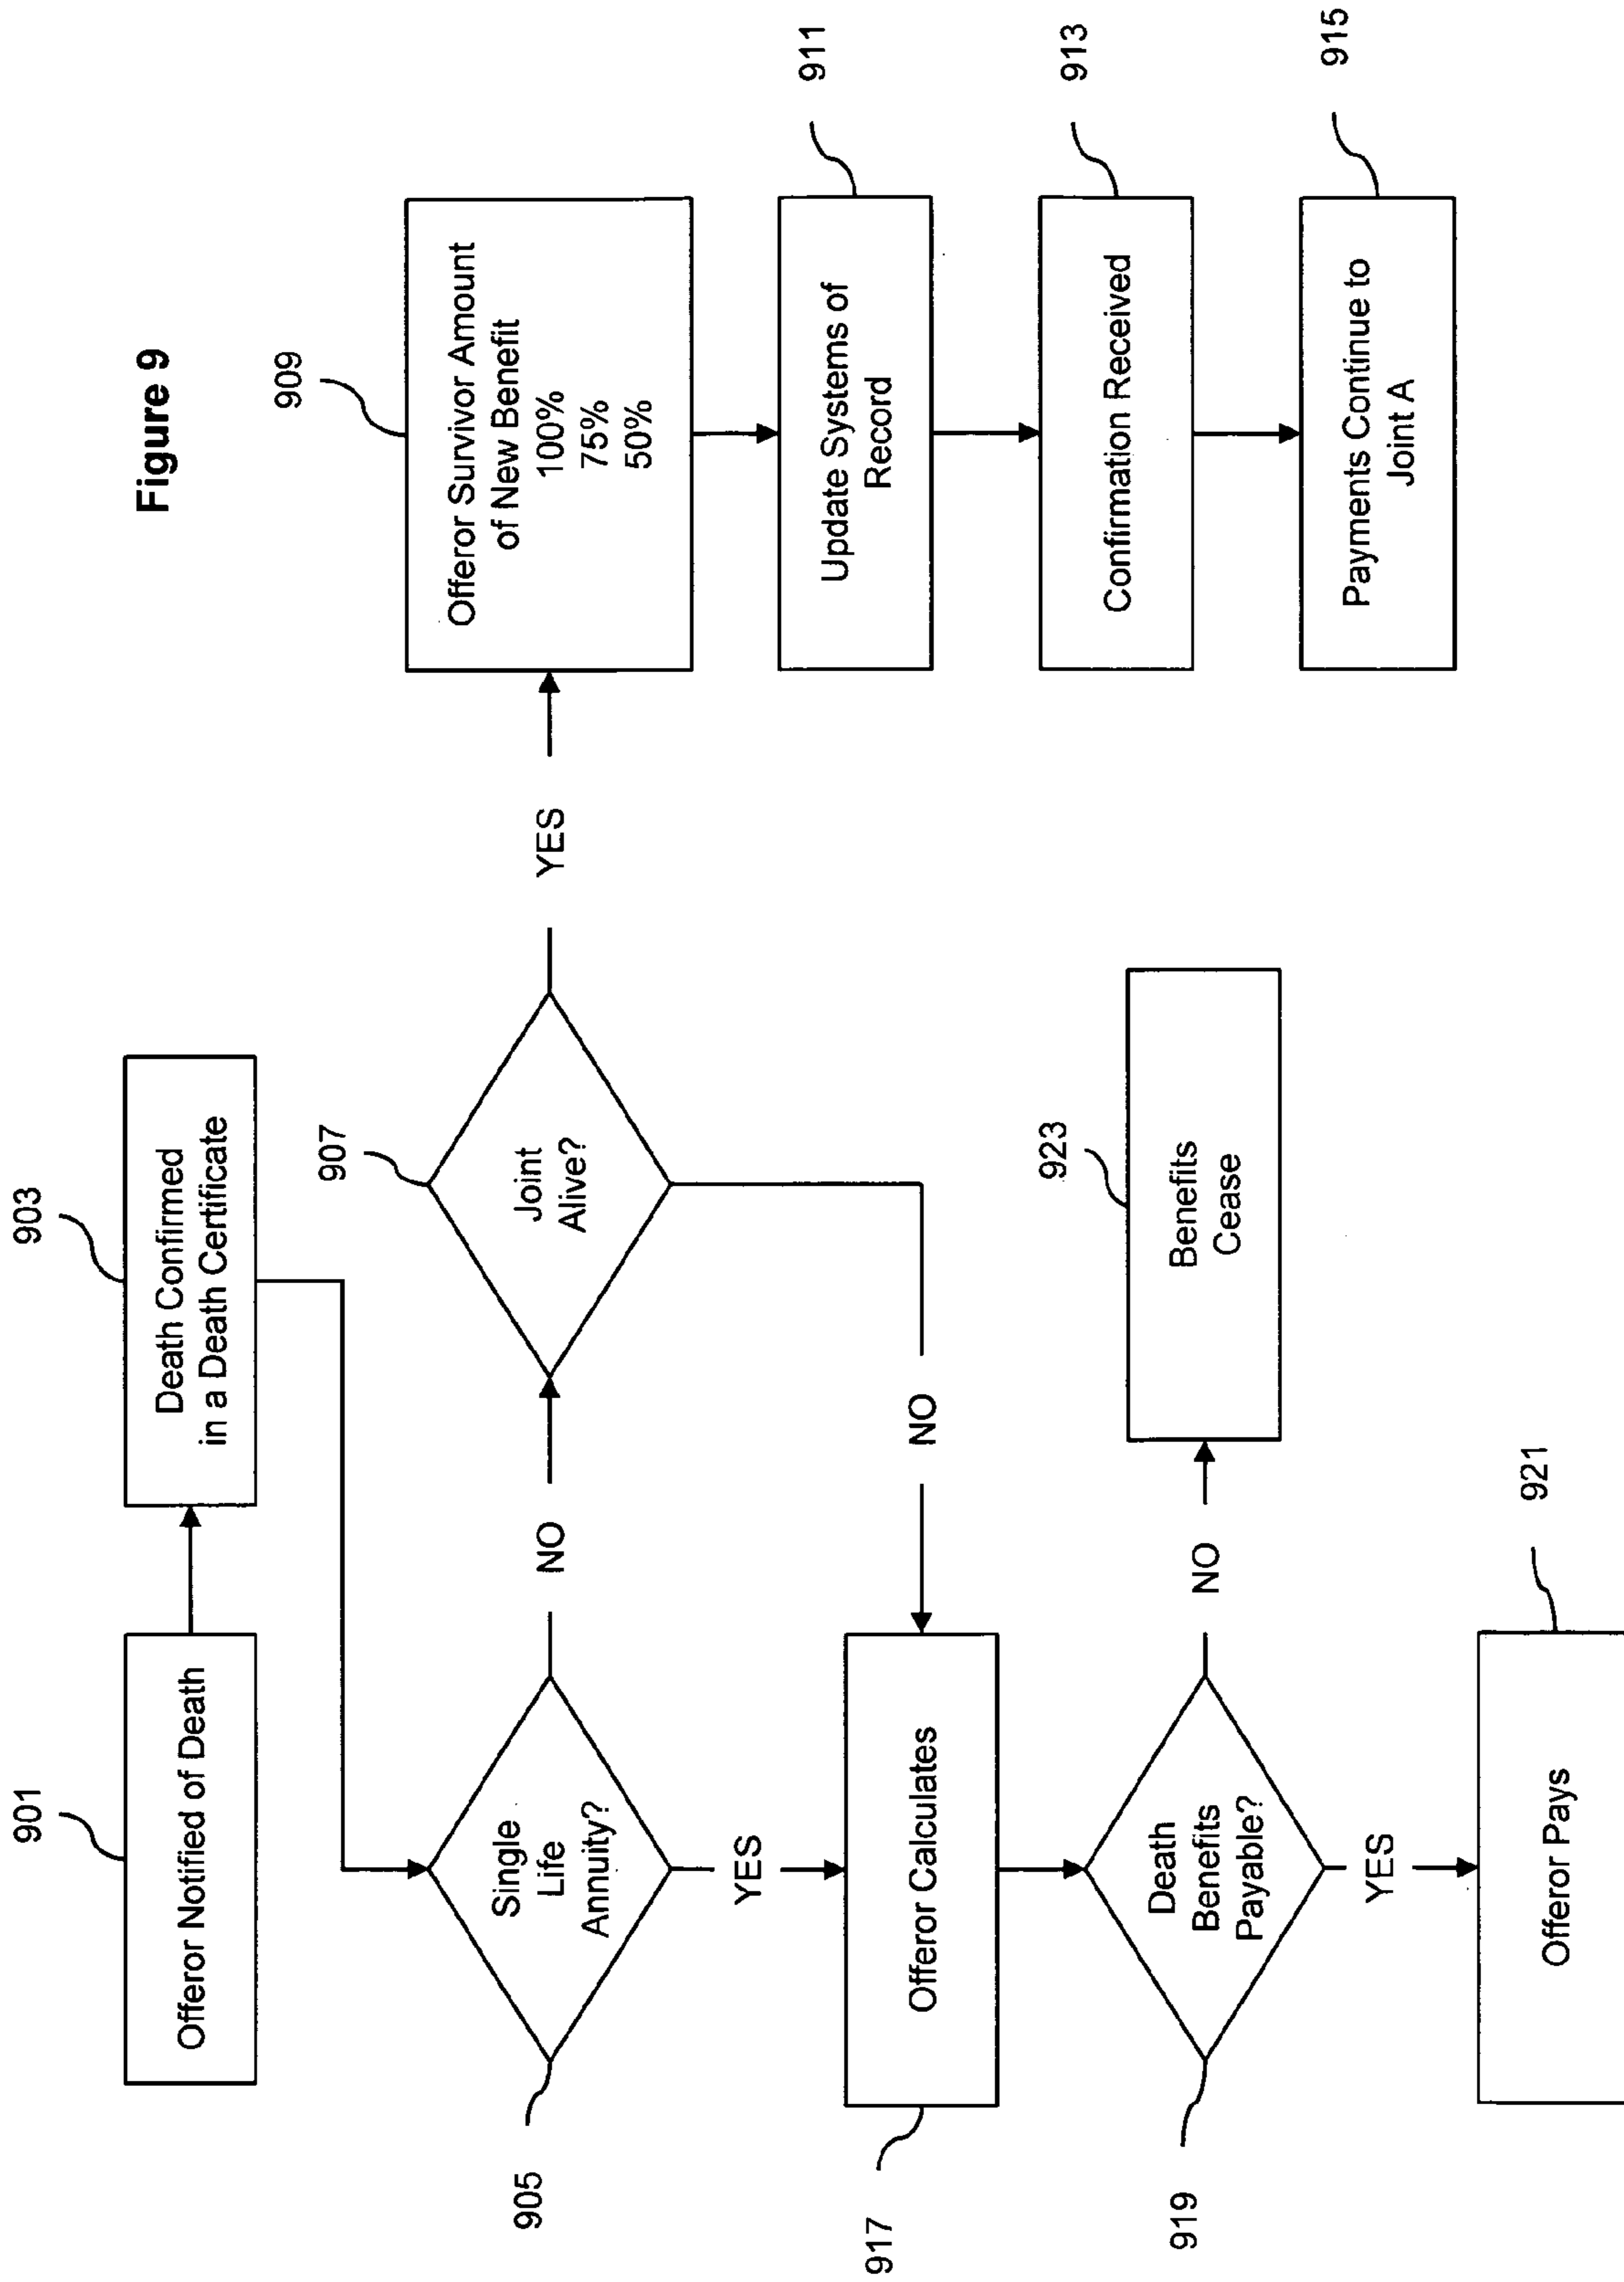 Figure 9
901
Offeror Notified of Death
903
Death Confirmed
in a Death Certificate
905
Single
Life
Annuity?
NO
907
Joint
Alive?
YES
909
Offeror Survivor Amount
of New Benefit
100%
75%
50%
911
Update Systems of
Record
913
Confirmation Received
915
Payments Continue to
Joint A
YES
NO
917
Offeror Calculates
919
Death
Benefits
Payable?
NO
923
Benefits
Cease
YES
921
Offeror Pays